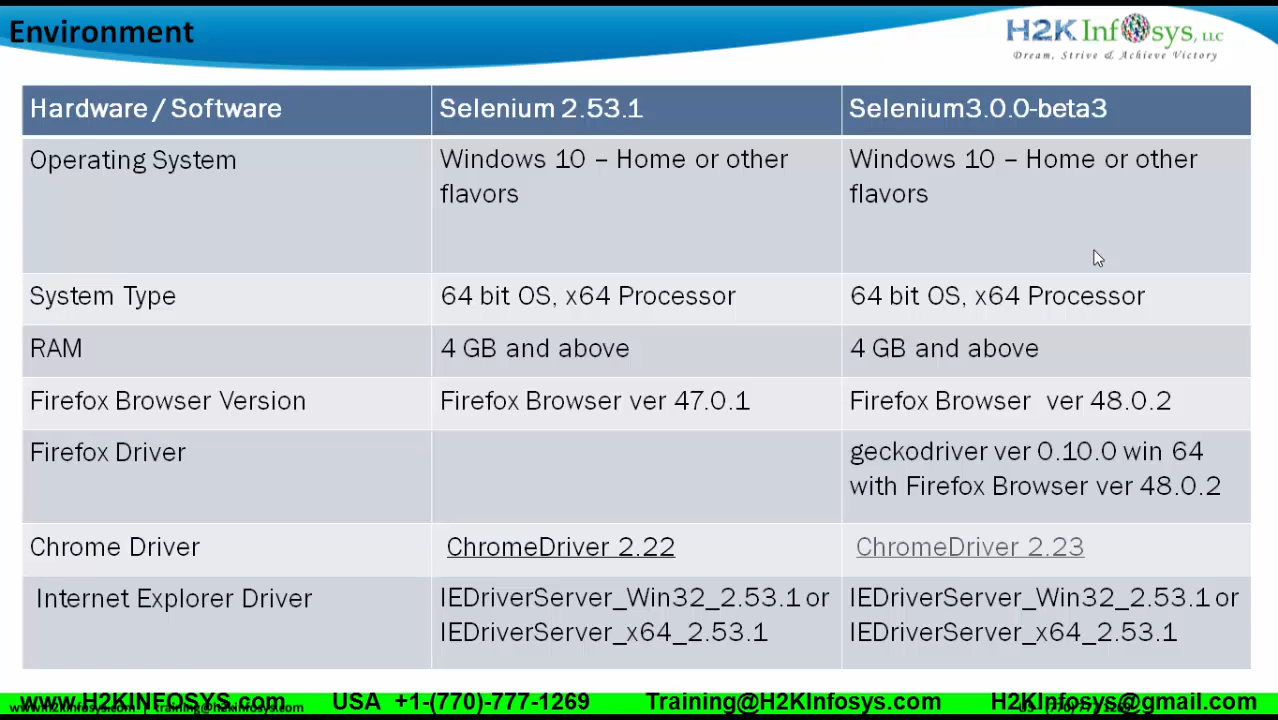 Environment
H2K Infosys, LLC
Dream, Strive & Achieve Victory
Hardware / Software
Selenium 2.53.1
Selenium3.0.0-beta3
Operating System
Windows 10 – Home or other
flavors
Windows 10 – Home or other
flavors
System Type
64 bit OS, x64 Processor
64 bit OS, x64 Processor
RAM
4 GB and above
4 GB and above
Firefox Browser Version
Firefox Browser ver 47.0.1
Firefox Browser ver 48.0.2
Firefox Driver
geckodriver ver 0.10.0 win 64
with Firefox Browser ver 48.0.2
Chrome Driver
ChromeDriver 2.22
ChromeDriver 2.23
Internet Explorer Driver
IEDriverServer_Win32_2.53.1 or
IEDriverServer_x64_2.53.1
IEDriverServer_Win32_2.53.1 or
IEDriverServer_x64_2.53.1
www.H2KINFOSYS.com USA +1-(770)-777-1269 Training@H2KInfosys.com H2KInfosys@gmail.com
www.h2kinfosys.com | training@h2kinfosys.com